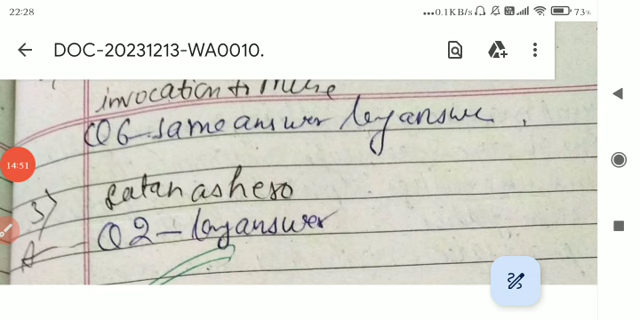 22:28
...0.1KB/s 73%
DOC-20231213-WA0010.
invocation to Muse
Q6-same answer long answer.
14:51
3) Satan as hero
A- Q2-long answer